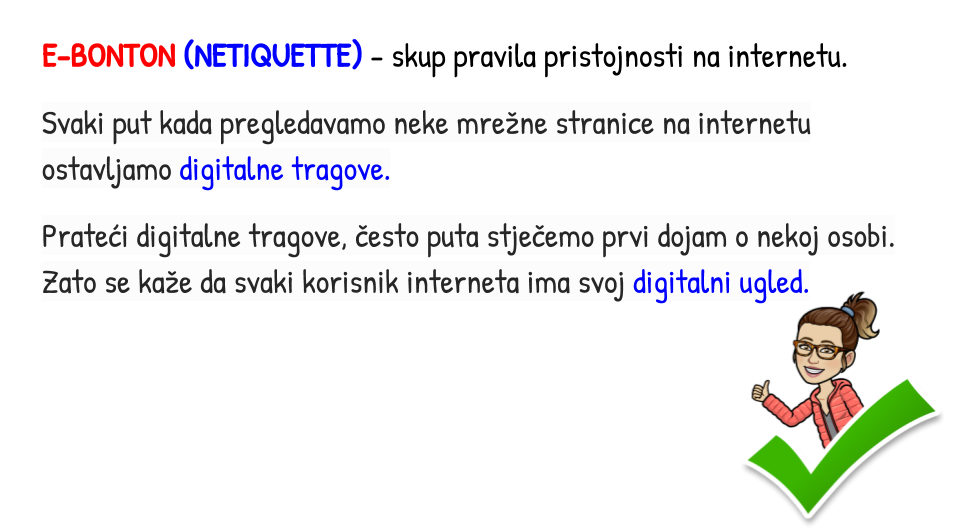 E-BONTON (NETIQUETTE) – skup pravila pristojnosti na internetu.
Svaki put kada pregledavamo neke mrežne stranice na internetu
ostavljamo digitalne tragove.
Prateći digitalne tragove, često puta stječemo prvi dojam o nekoj osobi.
Zato se kaže da svaki korisnik interneta ima svoj digitalni ugled.